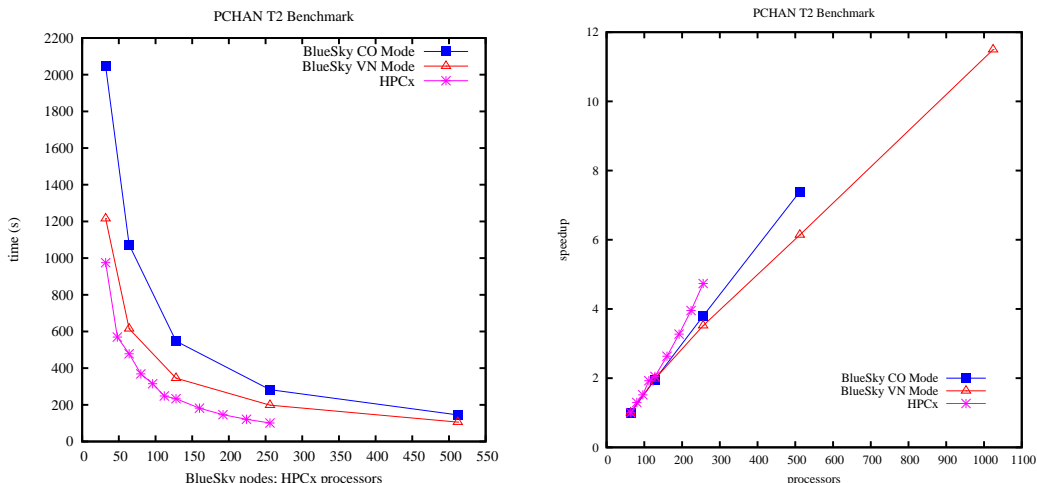 PCHAN T2 Benchmark
2200
2000
1800
1600
1400
1200
1000
800
600
400
200
0
time (s)
BlueSky CO Mode
BlueSky VN Mode
HPCx
0 50 100 150 200 250 300 350 400 450 500 550
BlueSky nodes; HPCx processors
PCHAN T2 Benchmark
12
10
8
6
4
2
0
speedup
BlueSky CO Mode
BlueSky VN Mode
HPCx
0 100 200 300 400 500 600 700 800 900 1000 1100
processors